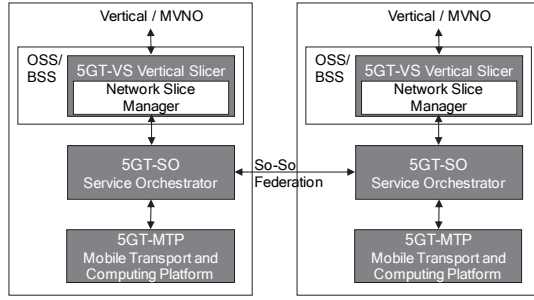 Vertical / MVNO
OSS/
BSS
5GT-VS Vertical Slicer
Network Slice
Manager
5GT-SO
Service Orchestrator
5GT-MTP
Mobile Transport and
Computing Platform
So-So
Federation
Vertical / MVNO
OSS/
BSS
5GT-VS Vertical Slicer
Network Slice
Manager
5GT-SO
Service Orchestrator
5GT-MTP
Mobile Transport and
Computing Platform